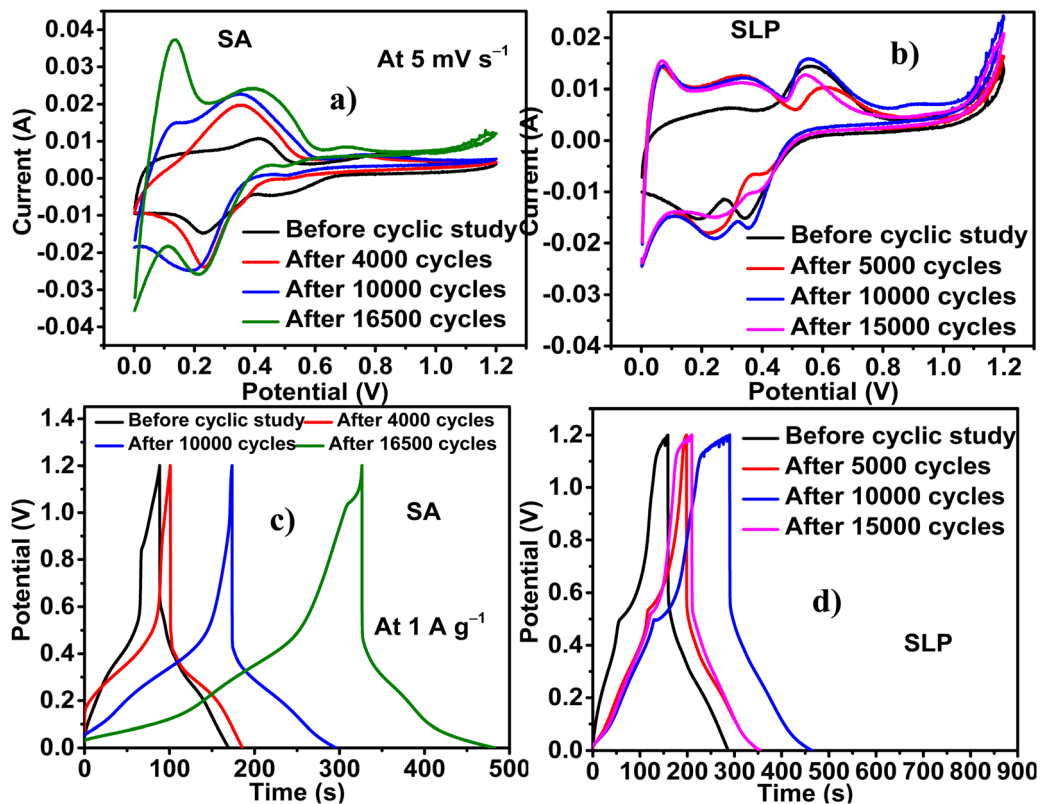 SA
At 5 mV s⁻¹
a)
0.04
0.03
0.02
0.01
0.00
-0.01
-0.02
-0.03
-0.04
Current (A)
Before cyclic study
After 4000 cycles
After 10000 cycles
After 16500 cycles
0.0 0.2 0.4 0.6 0.8 1.0 1.2
Potential (V)
SLP
b)
0.02
0.01
0.00
-0.01
-0.02
-0.03
-0.04
Current (A)
Before cyclic study
After 5000 cycles
After 10000 cycles
After 15000 cycles
0.0 0.2 0.4 0.6 0.8 1.0 1.2
Potential (V)
Before cyclic study After 4000 cycles
After 10000 cycles After 16500 cycles
SA
c)
At 1 A g⁻¹
1.4
1.2
1.0
0.8
0.6
0.4
0.2
0.0
Potential (V)
0 100 200 300 400 500
Time (s)
Before cyclic study
After 5000 cycles
After 10000 cycles
After 15000 cycles
d)
SLP
1.2
1.0
0.8
0.6
0.4
0.2
0.0
Potential (V)
0 100 200 300 400 500 600 700 800 900
Time (s)